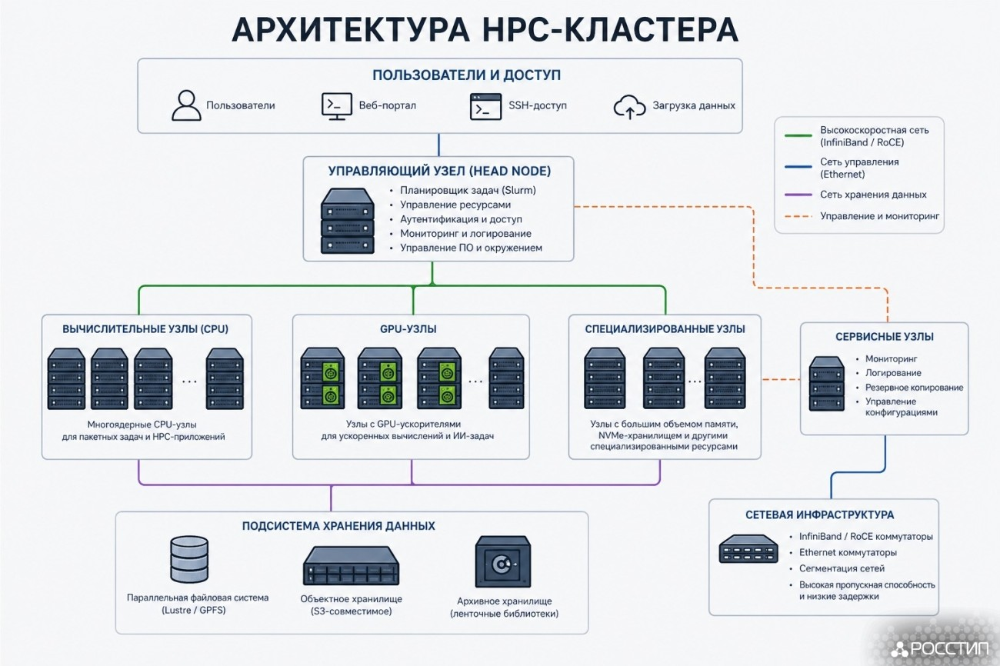 АРХИТЕКТУРА HPC-КЛАСТЕРА
ПОЛЬЗОВАТЕЛИ И ДОСТУП
Пользователи
Веб-портал
SSH-доступ
Загрузка данных
Высокоскоростная сеть
(InfiniBand / RoCE)
Сеть управления
(Ethernet)
Сеть хранения данных
Управление и мониторинг
УПРАВЛЯЮЩИЙ УЗЕЛ (HEAD NODE)
• Планировщик задач (Slurm)
• Управление ресурсами
• Аутентификация и доступ
• Мониторинг и логирование
• Управление ПО и окружением
ВЫЧИСЛИТЕЛЬНЫЕ УЗЛЫ (CPU)
...
Многоядерные CPU-узлы
для пакетных задач и HPC-приложений
GPU-УЗЛЫ
...
Узлы с GPU-ускорителями
для ускоренных вычислений и ИИ-задач
СПЕЦИАЛИЗИРОВАННЫЕ УЗЛЫ
...
Узлы с большим объемом памяти,
NVMe-хранилищем и другими
специализированными ресурсами
СЕРВИСНЫЕ УЗЛЫ
• Мониторинг
• Логирование
• Резервное копирование
• Управление
конфигурациями
ПОДСИСТЕМА ХРАНЕНИЯ ДАННЫХ
Параллельная файловая система
(Lustre / GPFS)
Объектное хранилище
(S3-совместимое)
Архивное хранилище
(ленточные библиотеки)
СЕТЕВАЯ ИНФРАСТРУКТУРА
• InfiniBand / RoCE коммутаторы
• Ethernet коммутаторы
• Сегментация сетей
• Высокая пропускная способность
и низкие задержки
РОССТИП